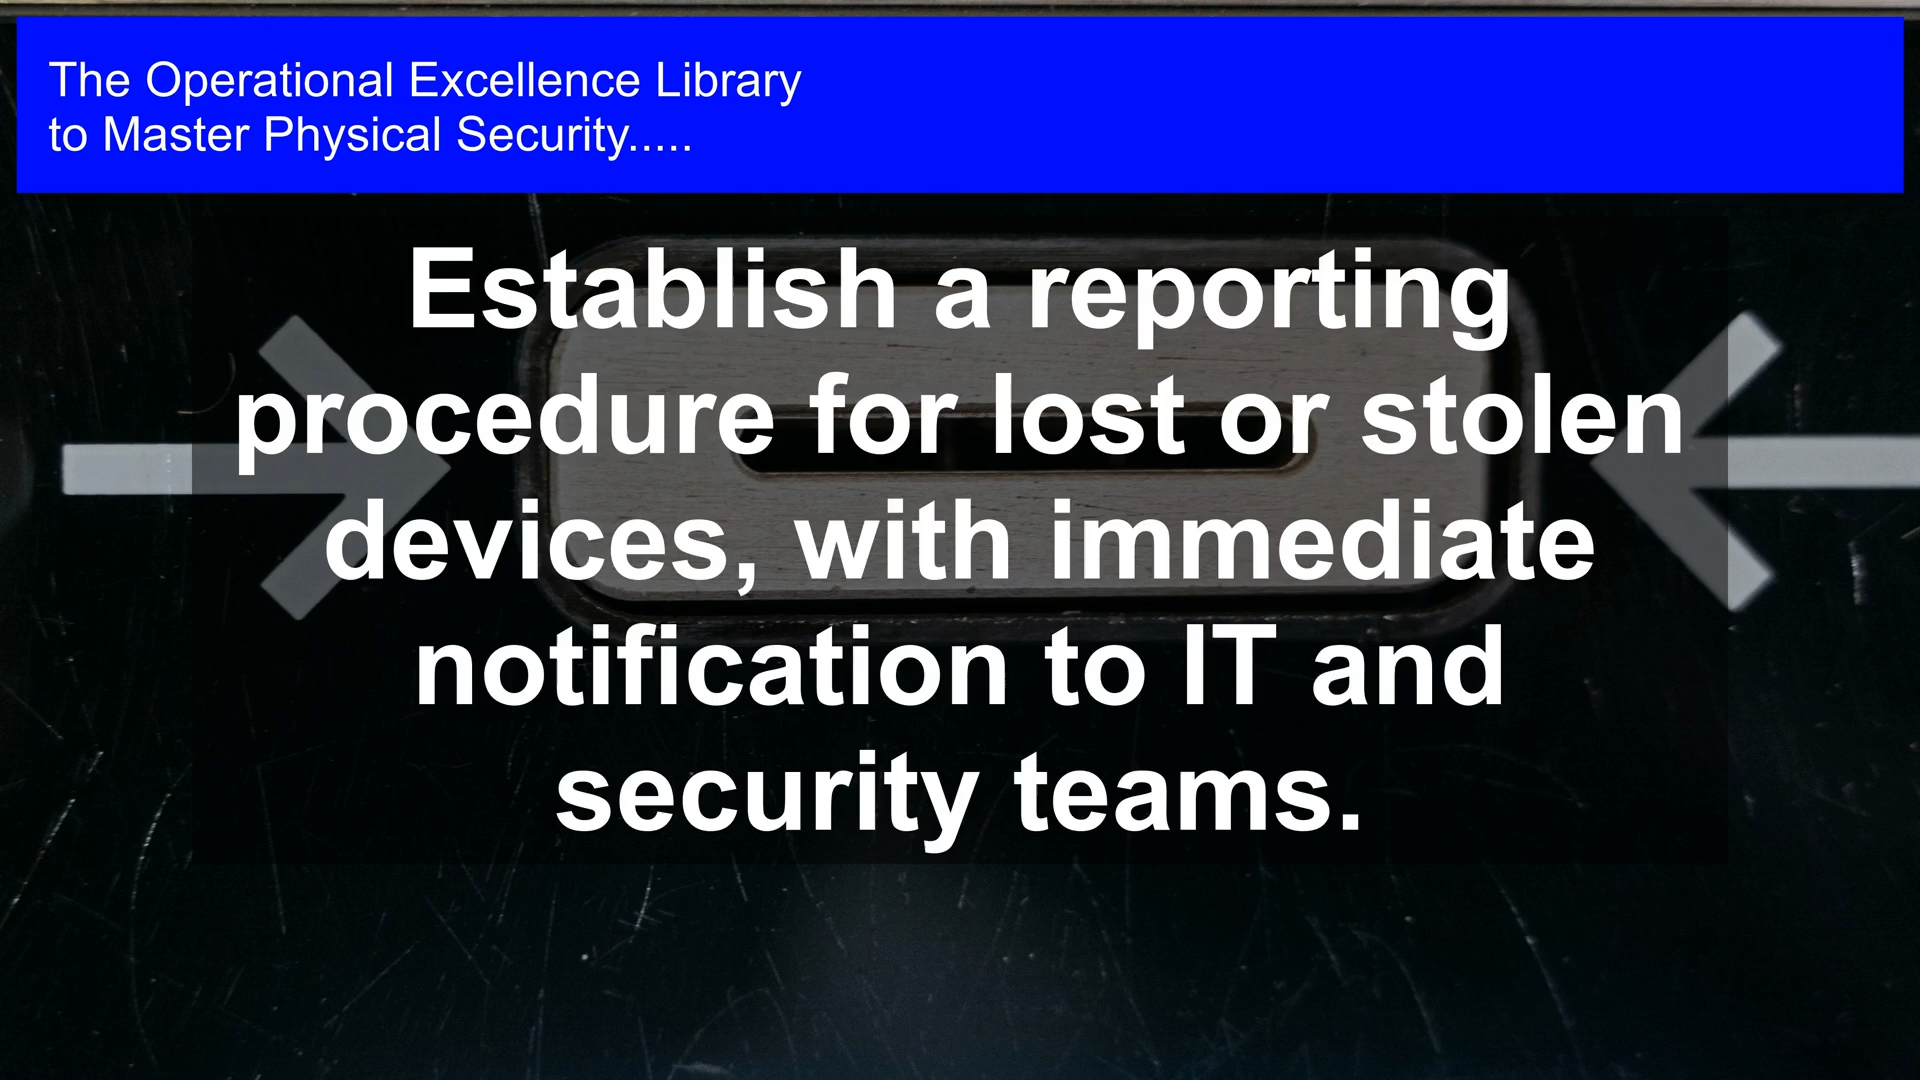 The Operational Excellence Library
to Master Physical Security.....
Establish a reporting
procedure for lost or stolen
devices, with immediate
notification to IT and
security teams.